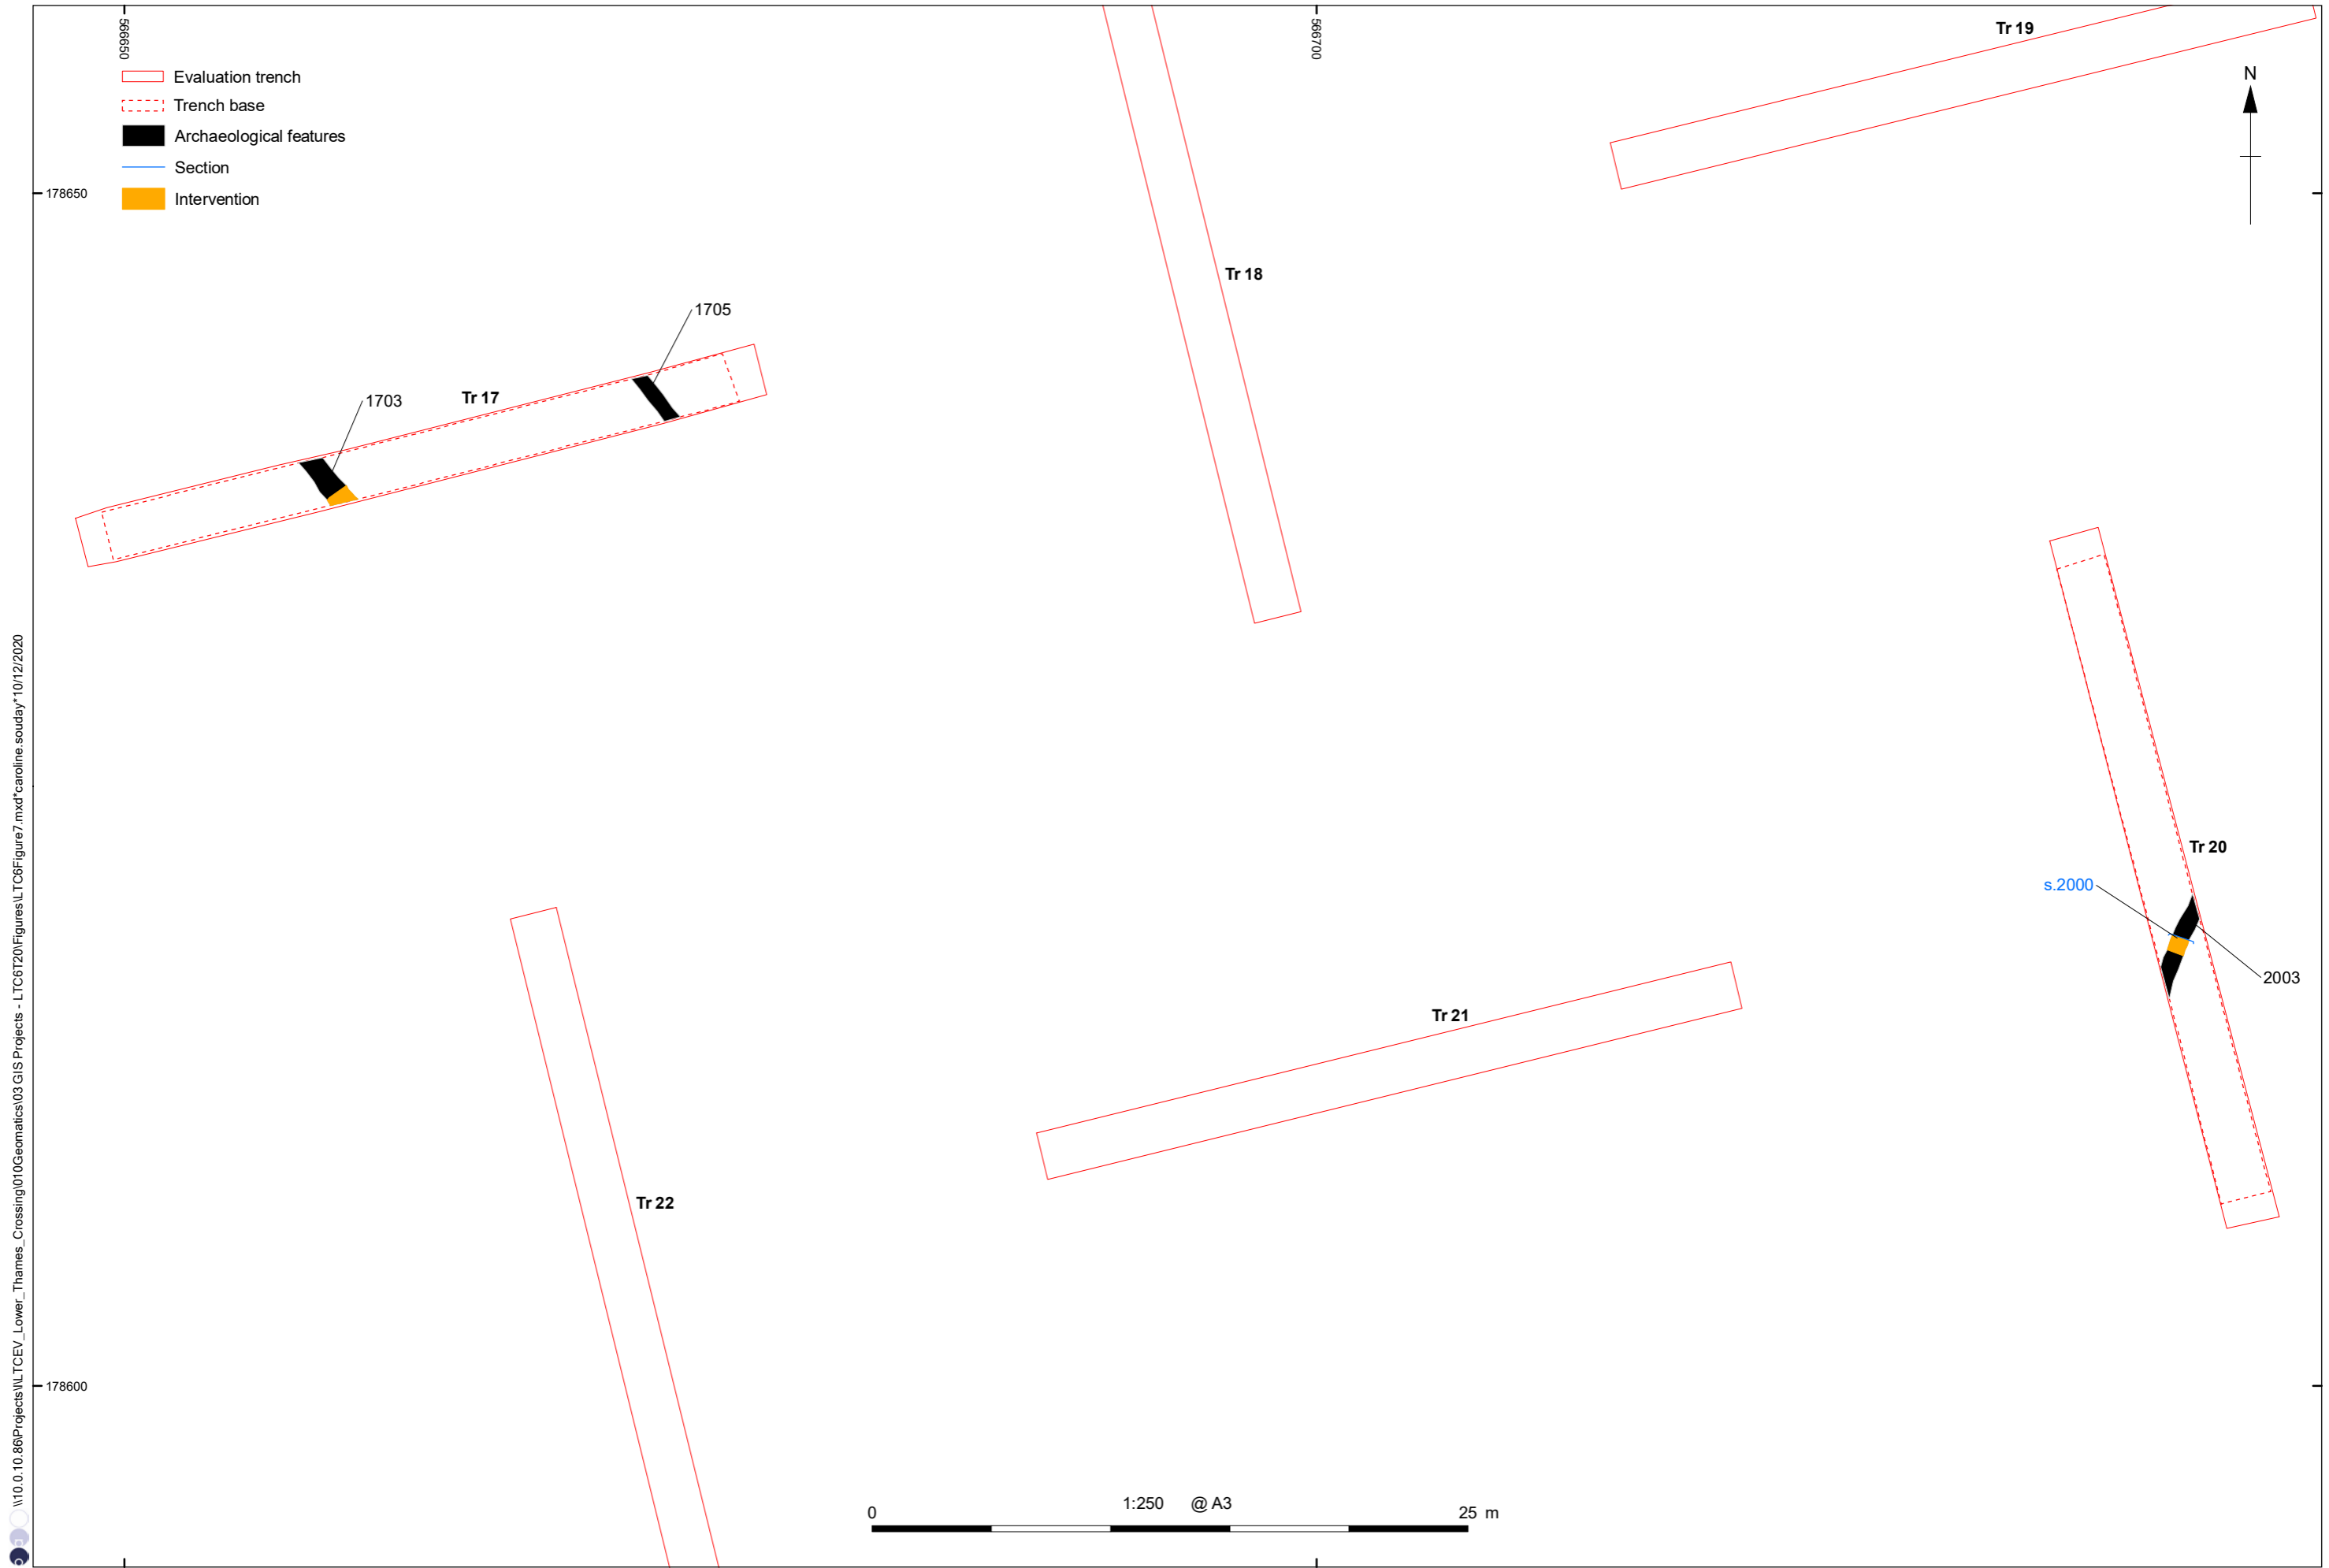 566650
566700
Tr 19
N
Evaluation trench
Trench base
Archaeological features
Section
Intervention
178650
Tr 18
1705
Tr 17
1703
Tr 20
s.2000
2003
Tr 21
Tr 22
178600
1:250 @ A3
0 25 m
\\10.0.10.86\Projects\l\LTCEV_Lower_Thames_Crossing\010Geomatics\03 GIS Projects - LTC6T20\Figures\LTC6Figure7.mxd*caroline.souday*10/12/2020